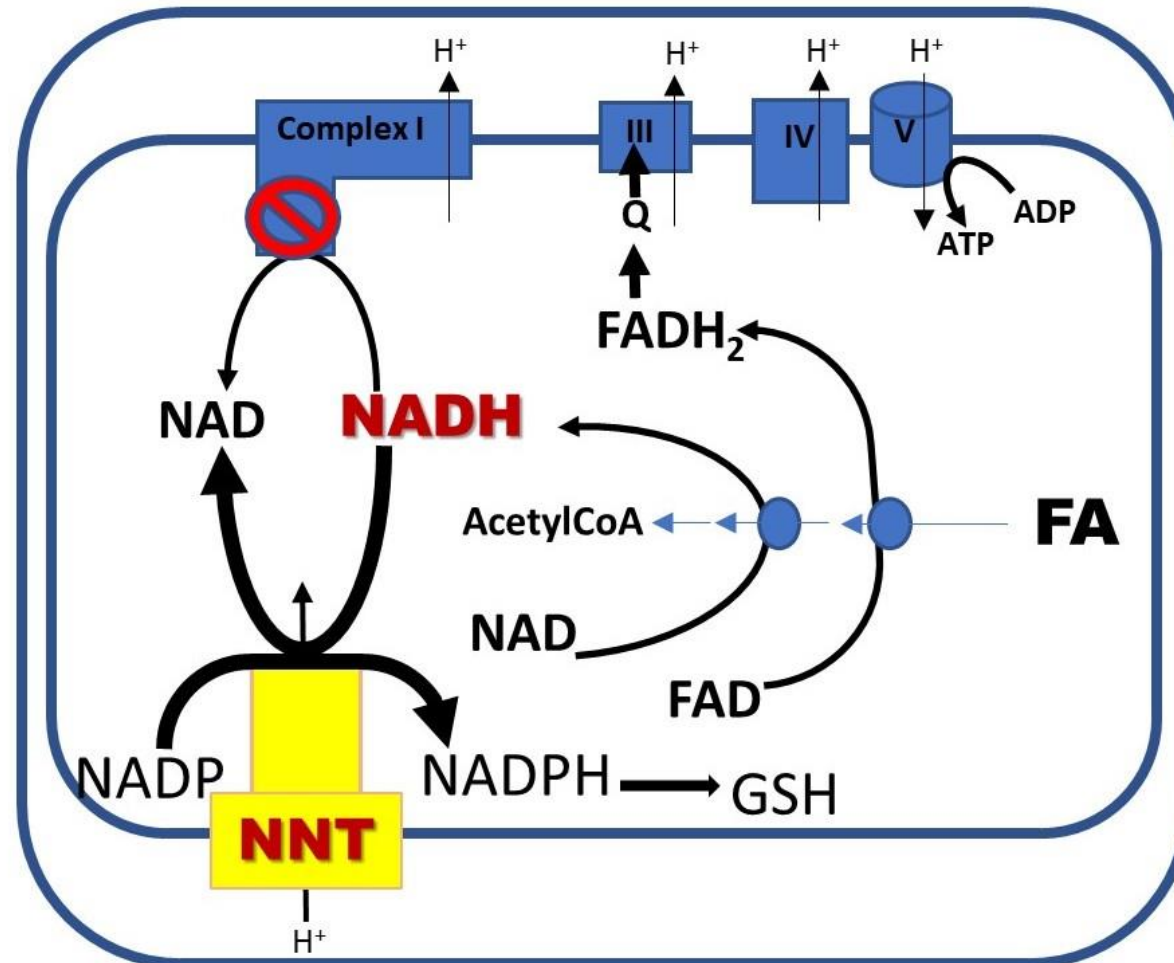 H⁺
H⁺
H⁺
H⁺
Complex I
III
IV
V
Q
ADP
ATP
FADH₂
NAD
NADH
AcetylCoA
FA
NAD
FAD
NADP
NADPH
GSH
NNT
H⁺